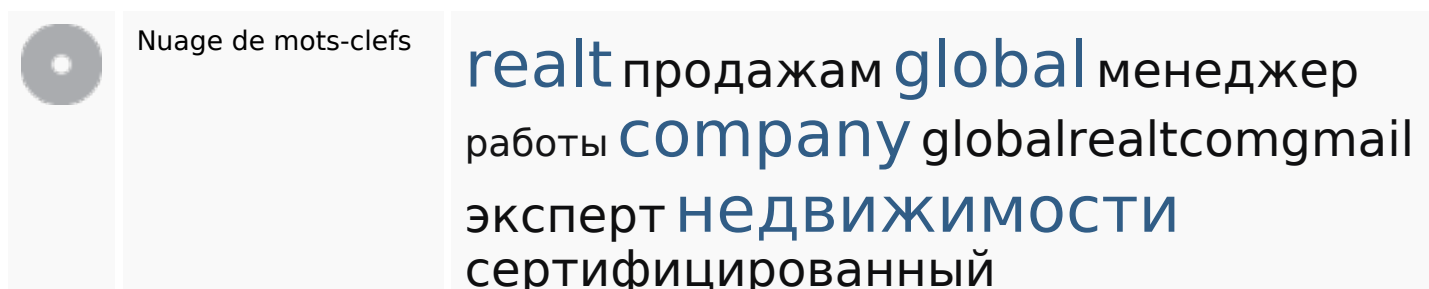 Nuage de mots-clefs
realt продажам global менеджер
работы company globalrealtcomgmail
эксперт недвижимости
сертифицированный